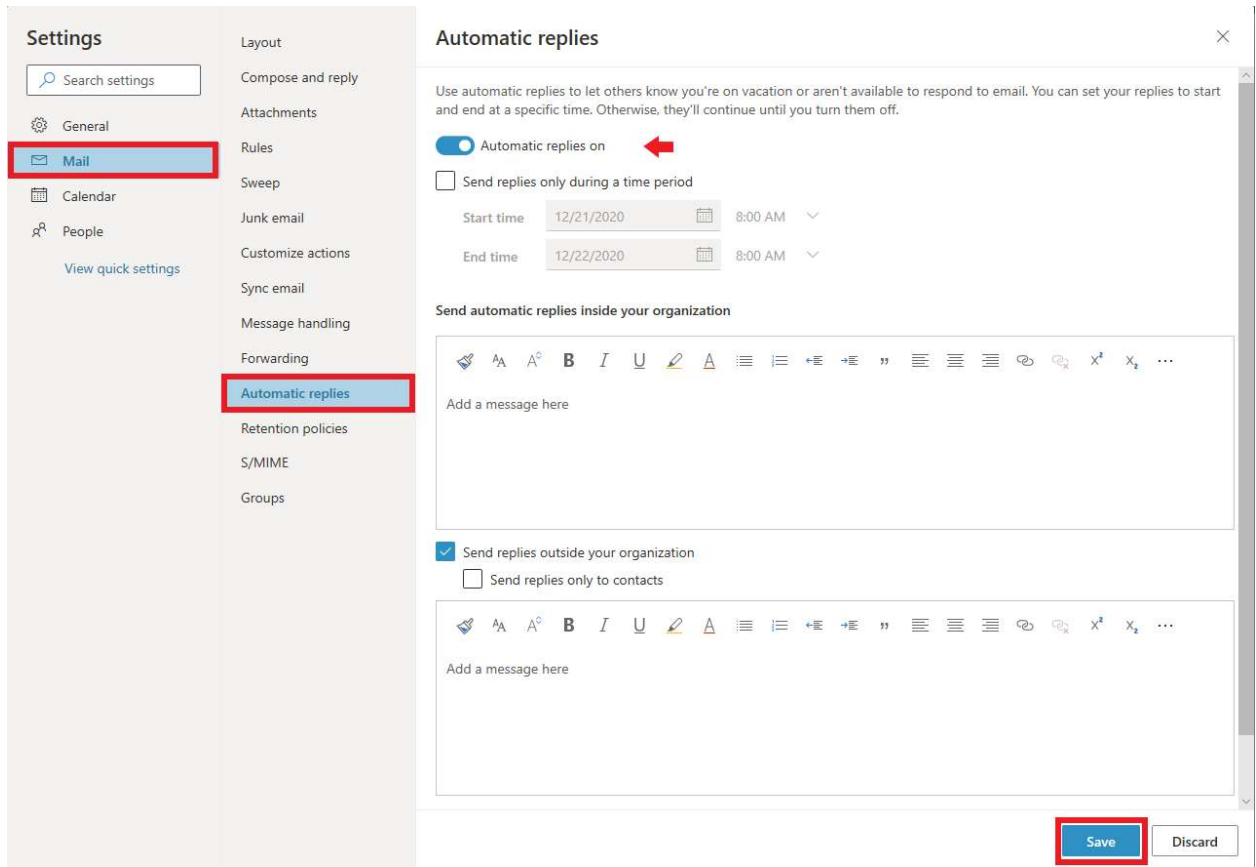 Settings
Search settings
General
Mail
Calendar
People
View quick settings
Layout
Compose and reply
Attachments
Rules
Sweep
Junk email
Customize actions
Sync email
Message handling
Forwarding
Automatic replies
Retention policies
S/MIME
Groups
Automatic replies
Use automatic replies to let others know you're on vacation or aren't available to respond to email. You can set your replies to start
and end at a specific time. Otherwise, they'll continue until you turn them off.
Automatic replies on
Send replies only during a time period
Start time 12/21/2020 8:00 AM
End time 12/22/2020 8:00 AM
Send automatic replies inside your organization
Add a message here
Send replies outside your organization
Send replies only to contacts
Add a message here
Save Discard